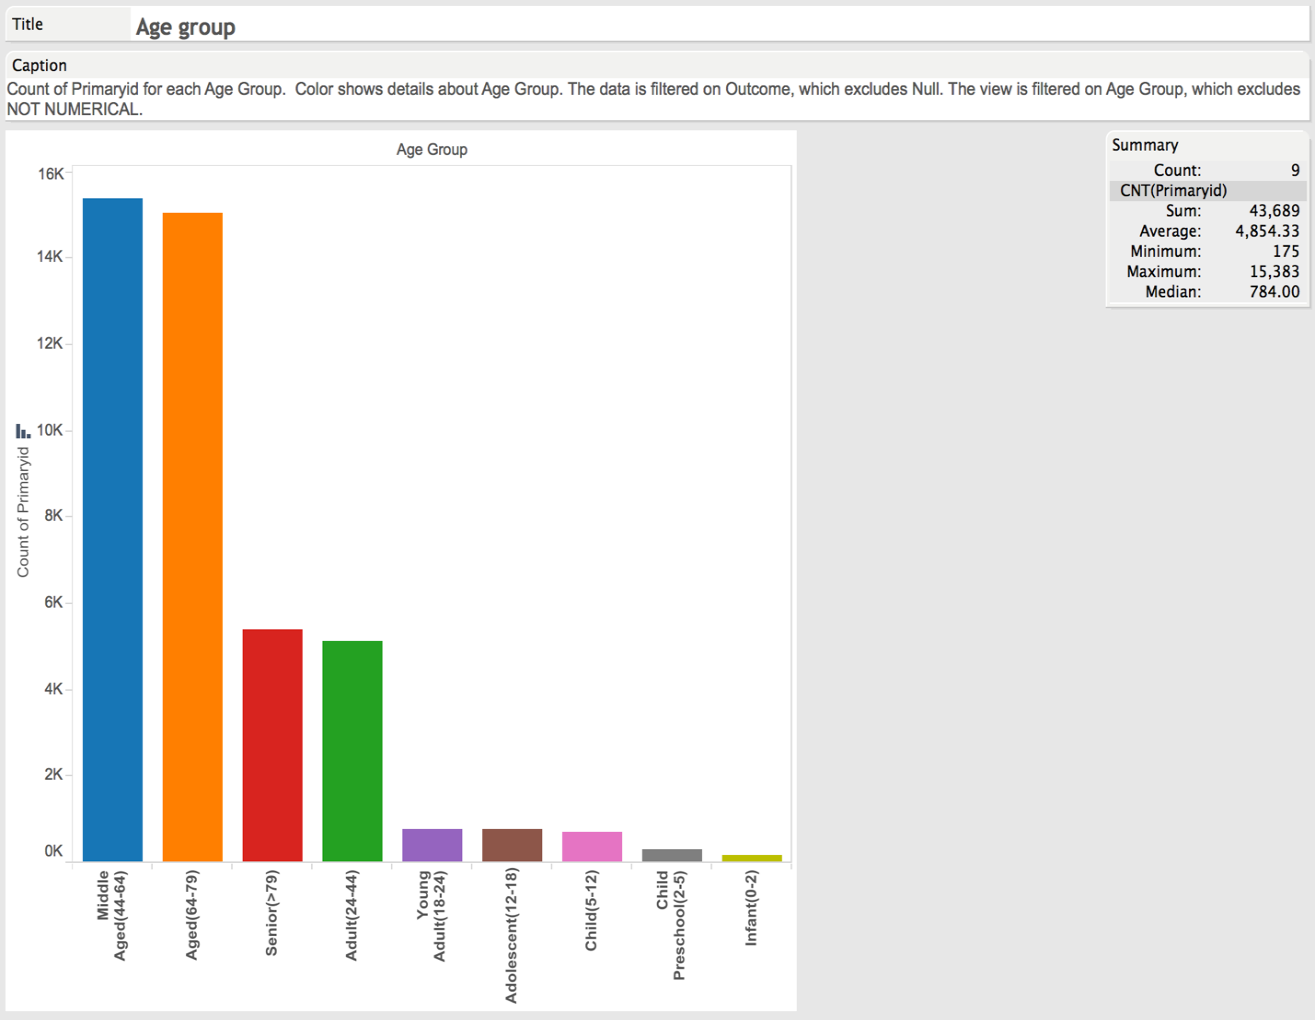 Title
Age group
Caption
Count of Primaryid for each Age Group.  Color shows details about Age Group. The data is filtered on Outcome, which excludes Null. The view is filtered on Age Group, which excludes
NOT NUMERICAL.
Age Group
16K
14K
12K
10K
8K
6K
4K
2K
0K
Count of Primaryid
Middle
Aged(44-64)
Aged(64-79)
Senior(>79)
Adult(24-44)
Young
Adult(18-24)
Adolescent(12-18)
Child(5-12)
Child
Preschool(2-5)
Infant(0-2)
Summary
Count: 9
CNT(Primaryid)
Sum: 43,689
Average: 4,854.33
Minimum: 175
Maximum: 15,383
Median: 784.00